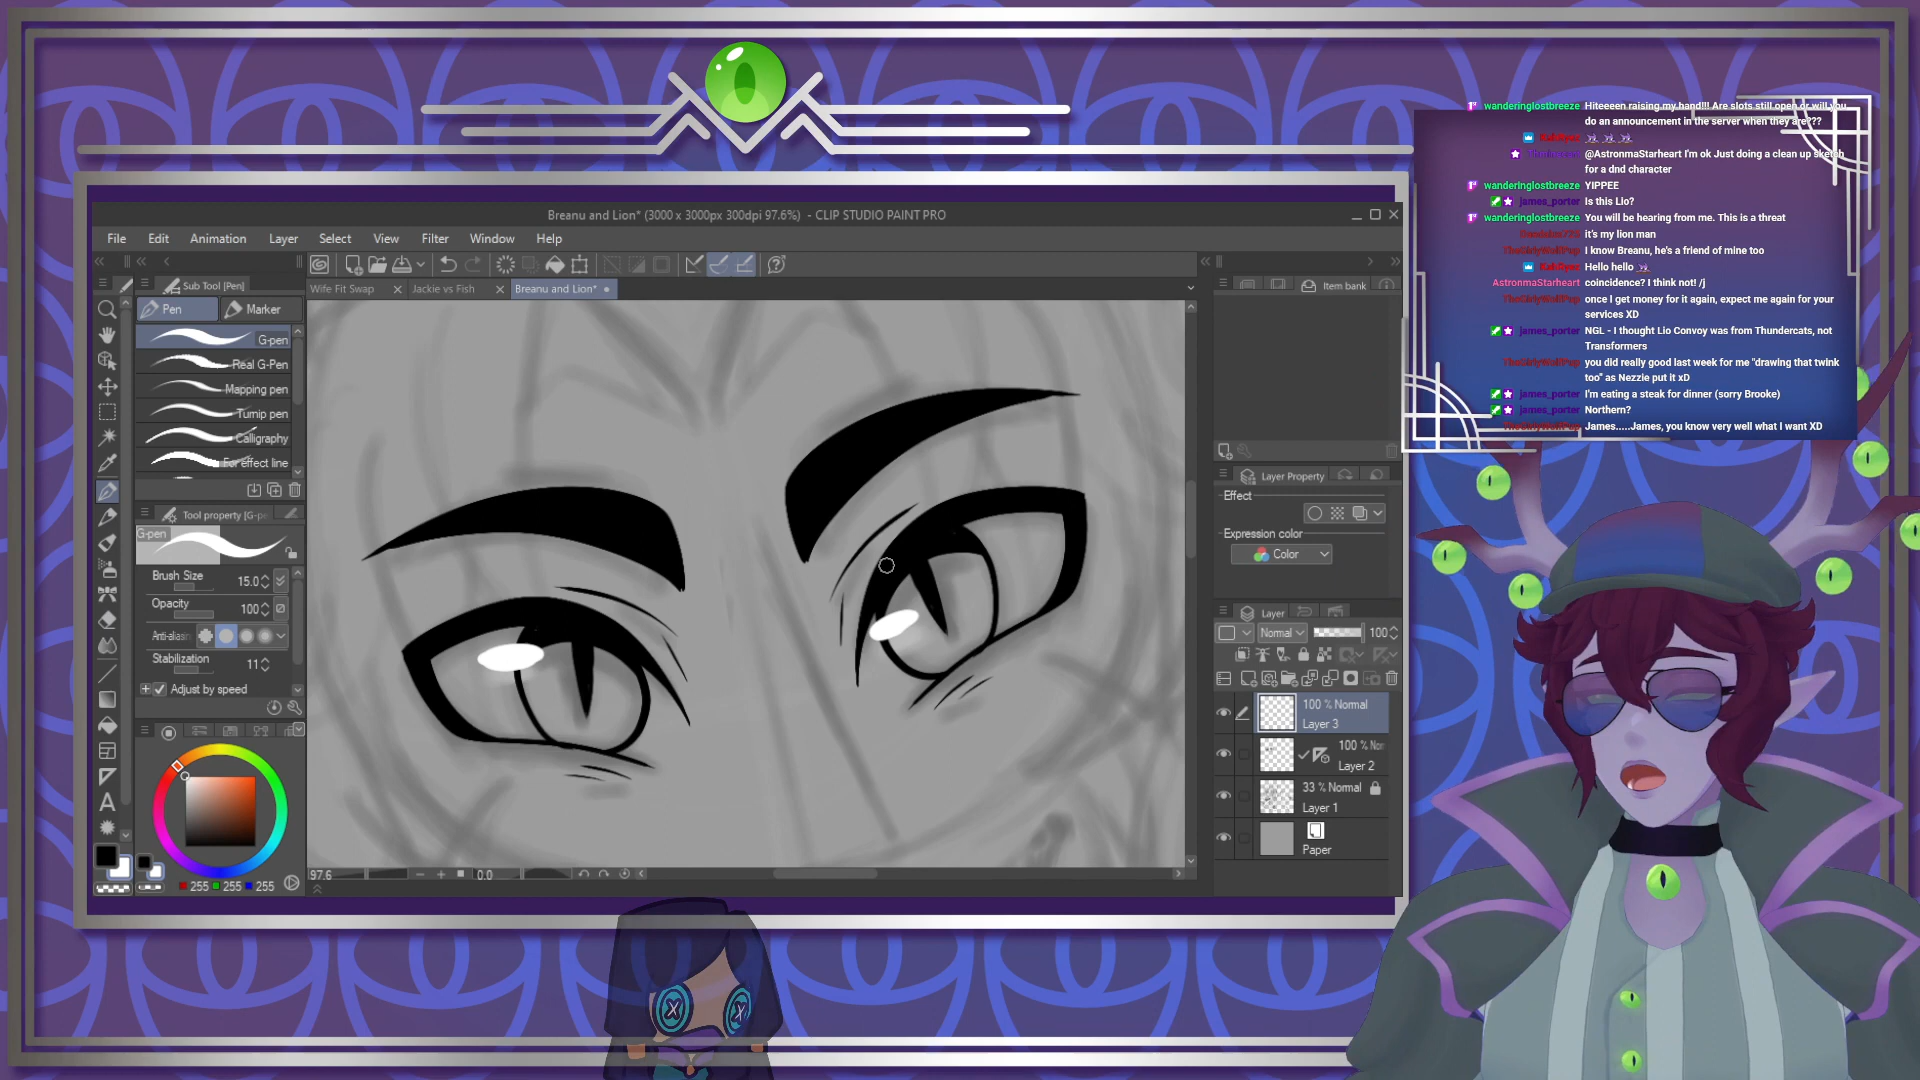 wanderinglostbreeze Hiteeeen raising my hand!!! Are slots still open or will you
do an announcement in the server when they are???
@AstronmaStarheart I'm ok Just doing a clean up sketch
for a dnd character
wanderinglostbreeze YIPPEE
james_porter Is this Lio?
wanderinglostbreeze You will be hearing from me. This is a threat
it's my lion man
I know Breanu, he's a friend of mine too
Hello hello
AstronmaStarheart coincidence? I think not! /j
once I get money for it again, expect me again for your
services XD
james_porter NGL - I thought Lio Convoy was from Thundercats, not
Transformers
you did really good last week for me "drawing that twink
too" as Nezzie put it xD
james_porter I'm eating a steak for dinner (sorry Brooke)
james_porter Northern?
James.....James, you know very well what I want XD
Breanu and Lion* (3000 x 3000px 300dpi 97.6%) - CLIP STUDIO PAINT PRO
File Edit Animation Layer Select View Filter Window Help
Sub Tool [Pen]
Wife Fit Swap Jackie vs Fish Breanu and Lion*
Item bank
Pen Marker
G-pen
Real G-Pen
Mapping pen
Turnip pen
Calligraphy
For effect line
Tool property [G-pe
G-pen
Brush Size 15.0
Opacity 100
Anti-aliasin
Stabilization 11
Adjust by speed
255 255 255
97.6 0.0
Layer Property
Effect
Expression color
Color
Layer
Normal 100
100 % Normal
Layer 3
100 % Nor
Layer 2
33 % Normal
Layer 1
Paper